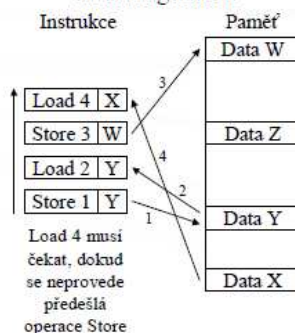 Instrukce
Paměť
Data W
3
Load 4 X
Store 3 W
Data Z
4
Load 2 Y
2
Store 1 Y
1
Data Y
Load 4 musí
čekat, dokud
se neprovede
předešlá
operace Store
Data X